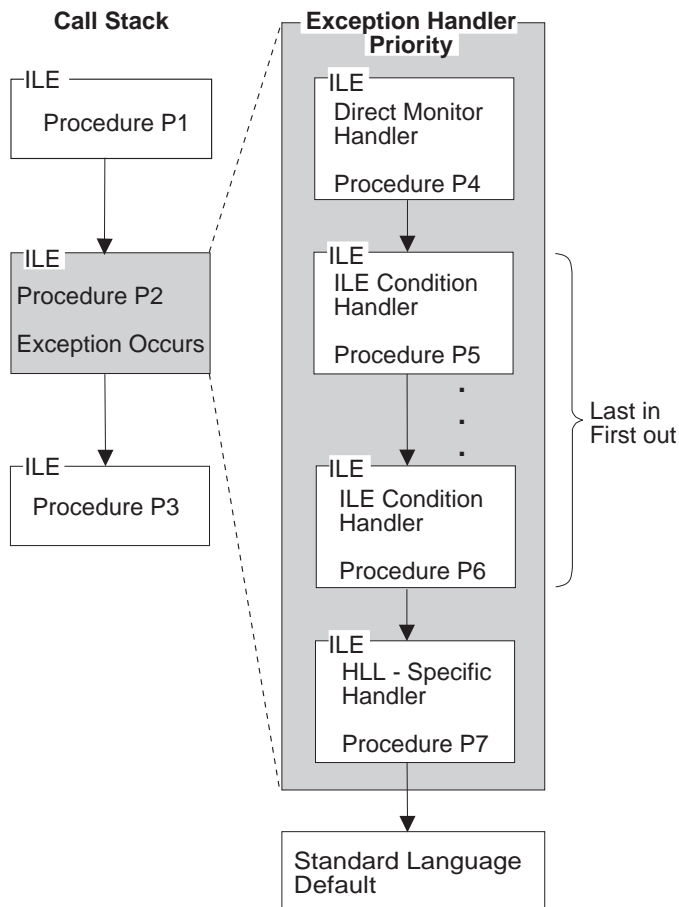 Call Stack
ILE
Procedure P1
ILE
Procedure P2
Exception Occurs
ILE
Procedure P3
Exception Handler
Priority
ILE
Direct Monitor
Handler
Procedure P4
ILE
ILE Condition
Handler
Procedure P5
ILE
ILE Condition
Handler
Procedure P6
Last in
First out
ILE
HLL - Specific
Handler
Procedure P7
Standard Language
Default